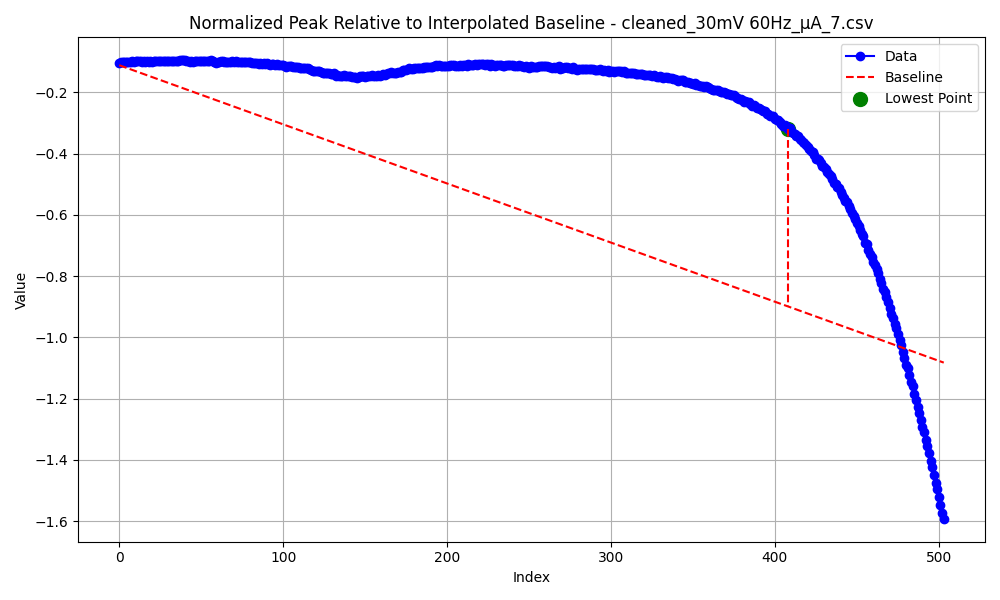 Normalized Peak Relative to Interpolated Baseline - cleaned_30mV 60Hz_μA_7.csv
Data
Baseline
Lowest Point
Value
−0.2
−0.4
−0.6
−0.8
−1.0
−1.2
−1.4
−1.6
0 100 200 300 400 500
Index